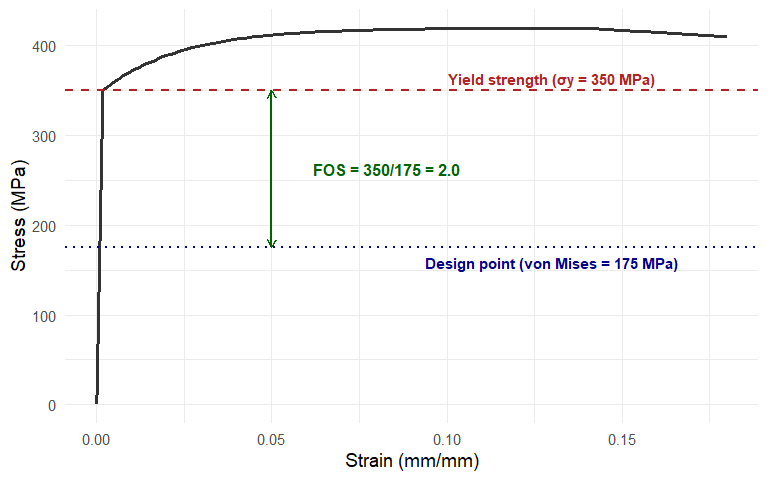 400
Yield strength (σy = 350 MPa)
300
FOS = 350/175 = 2.0
200
Design point (von Mises = 175 MPa)
100
0
Stress (MPa)
0.00 0.05 0.10 0.15
Strain (mm/mm)